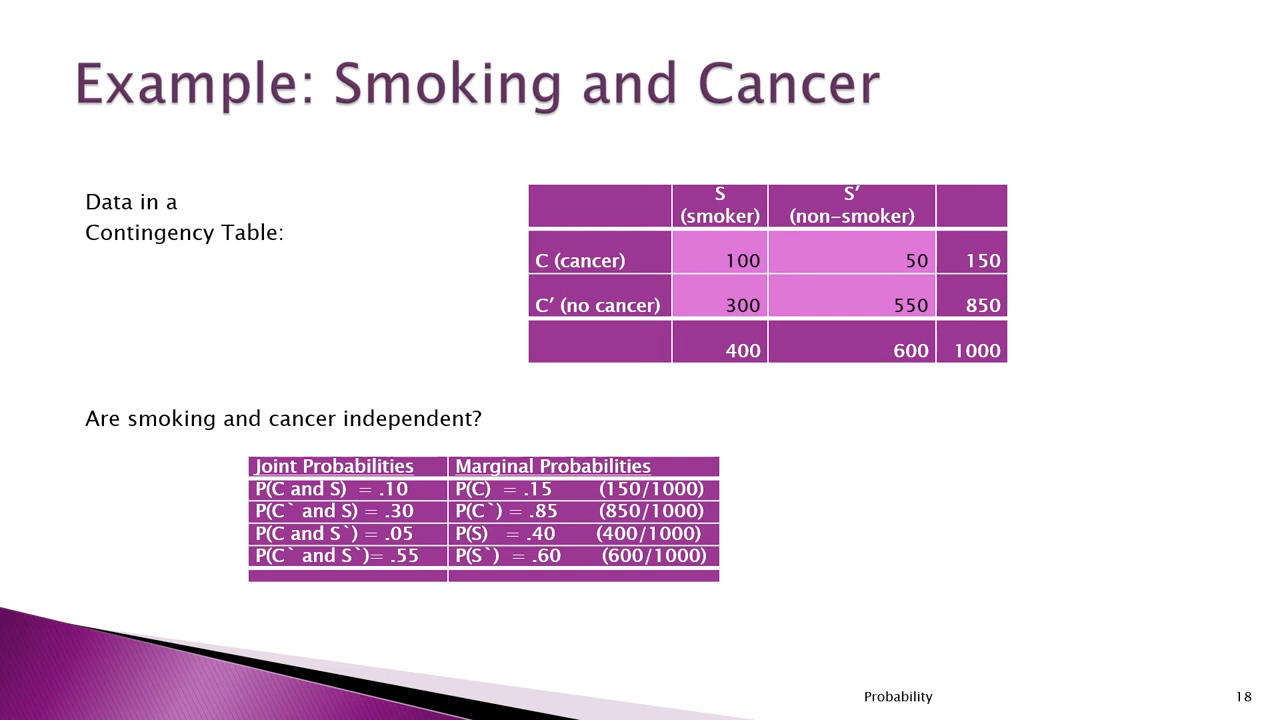 Example: Smoking and Cancer
Data in a
Contingency Table:
S
(smoker)
S’
(non-smoker)
C (cancer) 100 50 150
C’ (no cancer) 300 550 850
400 600 1000
Are smoking and cancer independent?
Joint Probabilities Marginal Probabilities
P(C and S) = .10 P(C) = .15 (150/1000)
P(C` and S) = .30 P(C`) = .85 (850/1000)
P(C and S`) = .05 P(S) = .40 (400/1000)
P(C` and S`)= .55 P(S`) = .60 (600/1000)
Probability 18